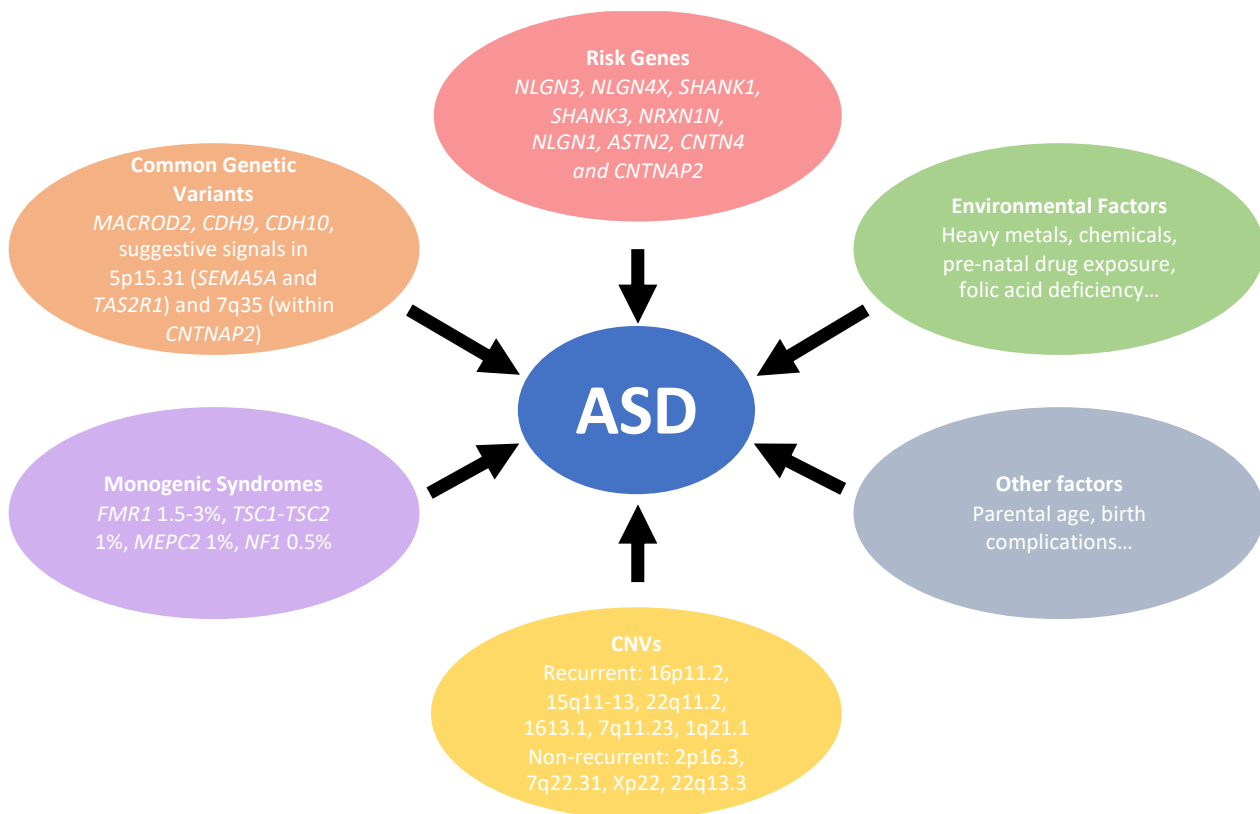 Risk Genes
NLGN3, NLGN4X, SHANK1,
SHANK3, NRXN1N,
NLGN1, ASTN2, CNTN4
and CNTNAP2
Common Genetic
Variants
MACROD2, CDH9, CDH10,
suggestive signals in
5p15.31 (SEMA5A and
TAS2R1) and 7q35 (within
CNTNAP2)
Environmental Factors
Heavy metals, chemicals,
pre-natal drug exposure,
folic acid deficiency…
ASD
Monogenic Syndromes
FMR1 1.5-3%, TSC1-TSC2
1%, MEPC2 1%, NF1 0.5%
Other factors
Parental age, birth
complications…
CNVs
Recurrent: 16p11.2,
15q11-13, 22q11.2,
1613.1, 7q11.23, 1q21.1
Non-recurrent: 2p16.3,
7q22.31, Xp22, 22q13.3